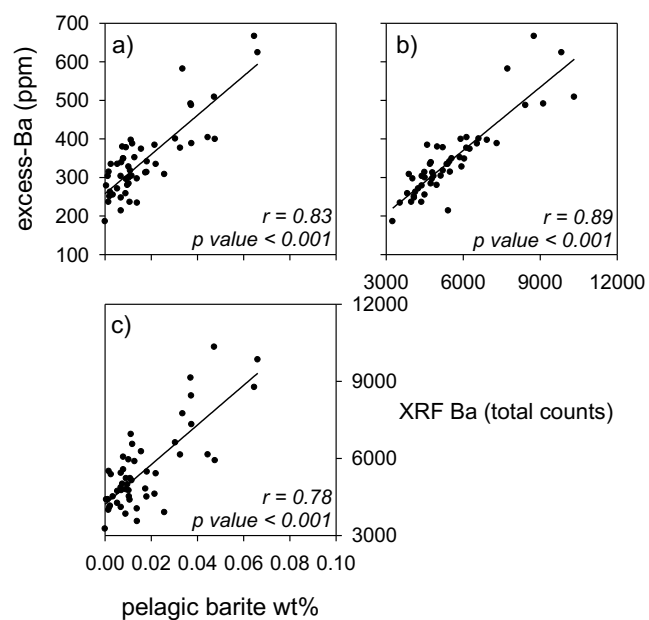 a)
b)
700
600
500
400
300
200
100
excess-Ba (ppm)
r = 0.83
p value < 0.001
r = 0.89
p value < 0.001
3000 6000 9000 12000
c)
12000
9000
6000
3000
XRF Ba (total counts)
r = 0.78
p value < 0.001
0.00 0.02 0.04 0.06 0.08 0.10
pelagic barite wt%